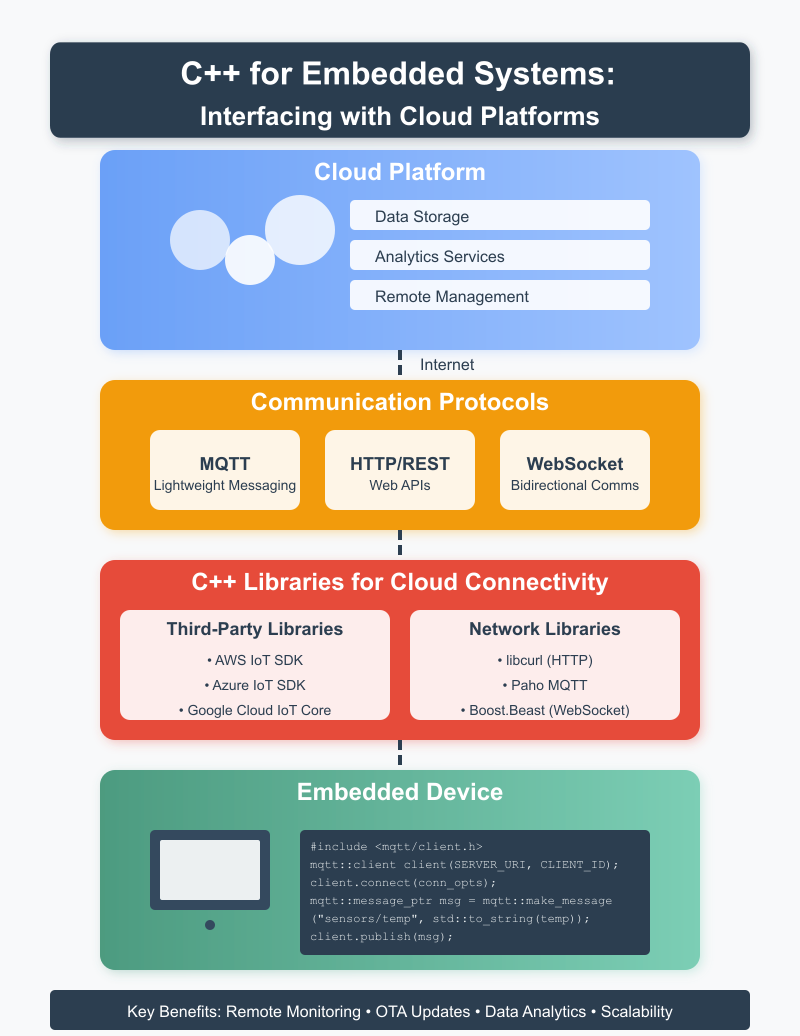 C++ for Embedded Systems:
Interfacing with Cloud Platforms
Cloud Platform
Data Storage
Analytics Services
Remote Management
Internet
Communication Protocols
MQTT
Lightweight Messaging
HTTP/REST
Web APIs
WebSocket
Bidirectional Comms
C++ Libraries for Cloud Connectivity
Third-Party Libraries
• AWS IoT SDK
• Azure IoT SDK
• Google Cloud IoT Core
Network Libraries
• libcurl (HTTP)
• Paho MQTT
• Boost.Beast (WebSocket)
Embedded Device
#include <mqtt/client.h>
mqtt::client client(SERVER_URI, CLIENT_ID);
client.connect(conn_opts);
mqtt::message_ptr msg = mqtt::make_message
("sensors/temp", std::to_string(temp));
client.publish(msg);
Key Benefits: Remote Monitoring • OTA Updates • Data Analytics • Scalability